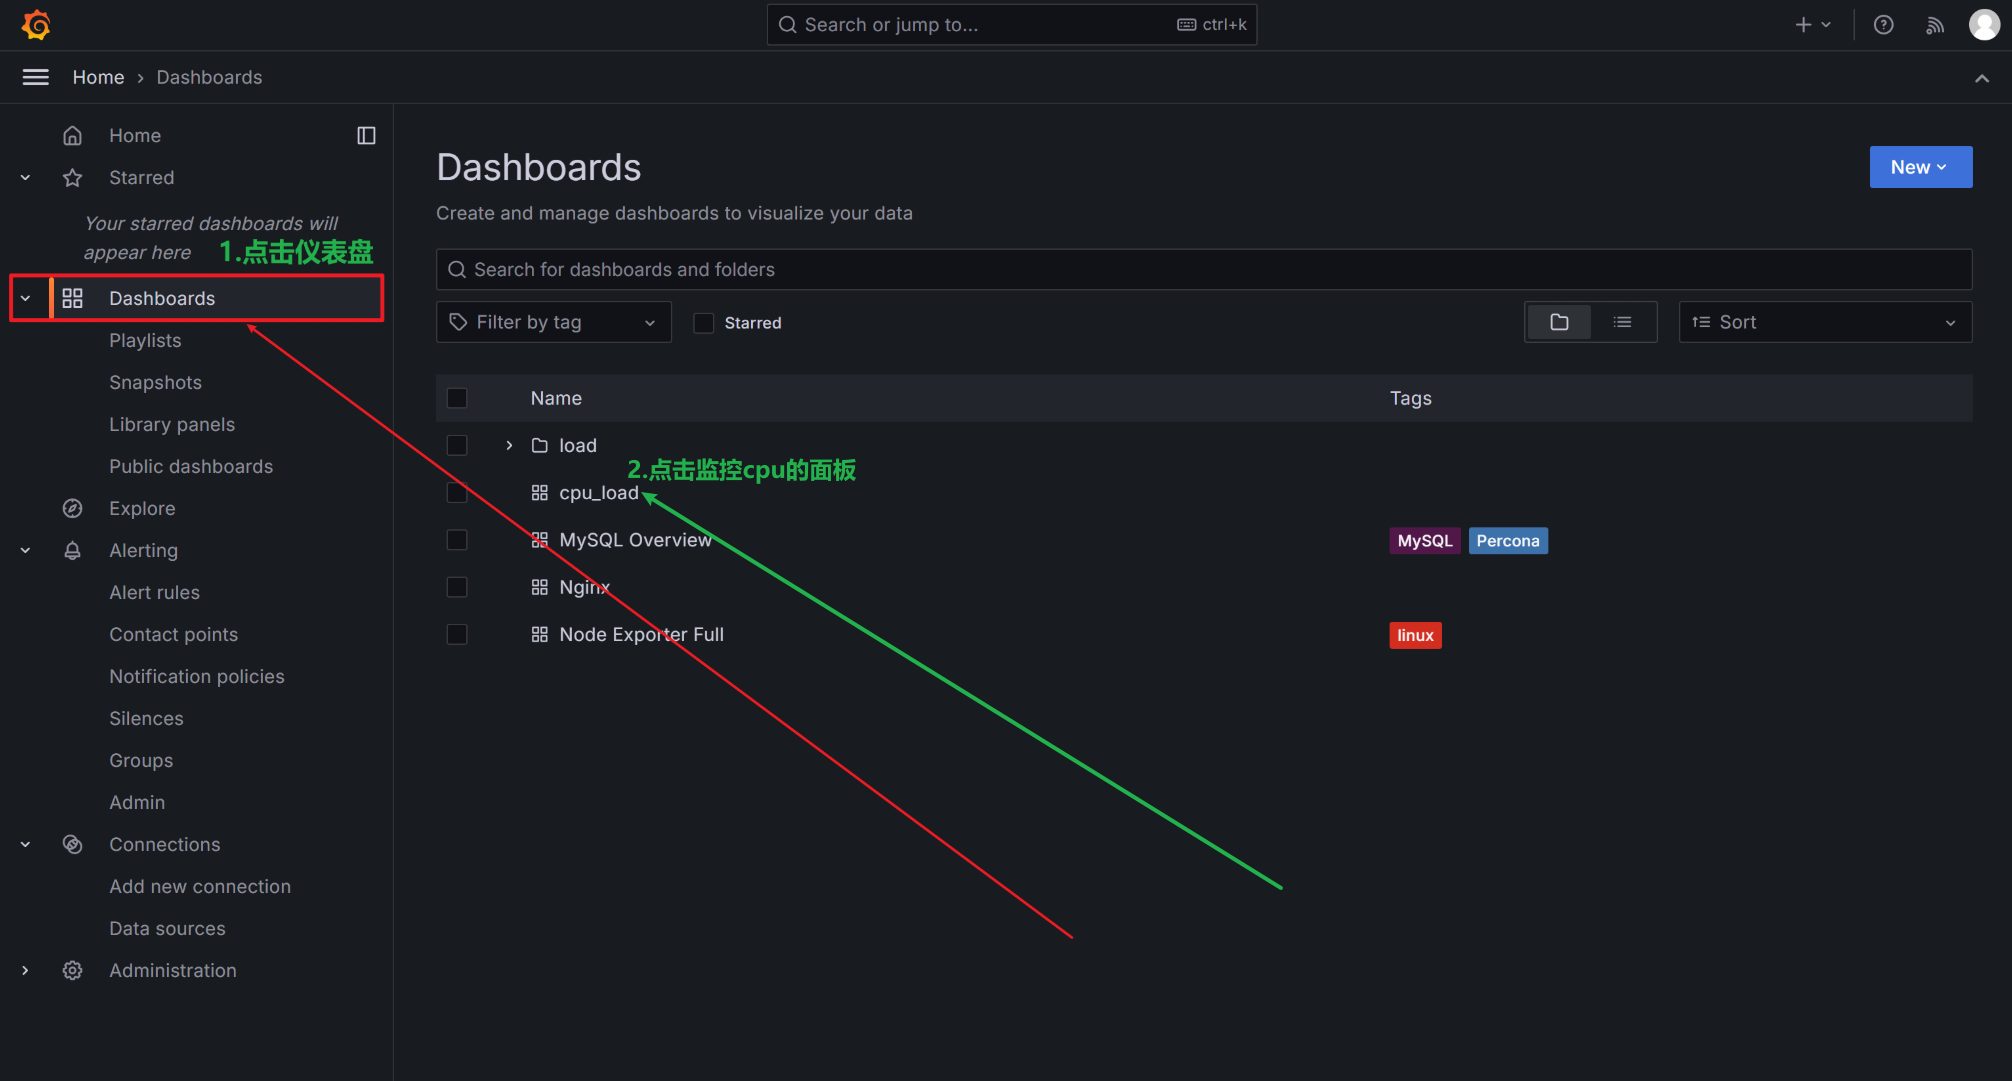 Search or jump to...
ctrl+k
Home
Dashboards
Home
Starred
Your starred dashboards will
appear here
1.点击仪表盘
Dashboards
Playlists
Snapshots
Library panels
Public dashboards
Explore
Alerting
Alert rules
Contact points
Notification policies
Silences
Groups
Admin
Connections
Add new connection
Data sources
Administration
Dashboards
New
Create and manage dashboards to visualize your data
Search for dashboards and folders
Filter by tag
Starred
Sort
Name
Tags
load
2.点击监控cpu的面板
cpu_load
MySQL Overview
MySQL
Percona
Nginx
Node Exporter Full
linux